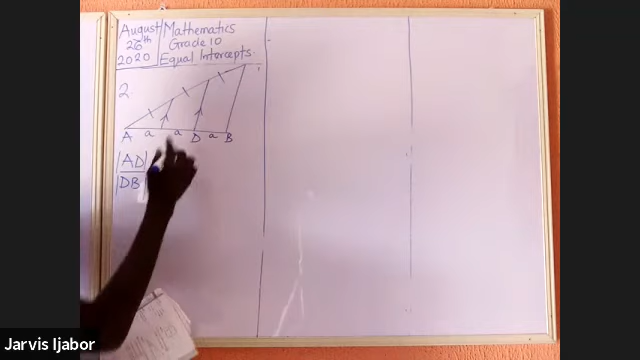 August Mathematics
26th Grade 10
2020 Equal Intercepts.
2.
A a a D a B
|AD|
|DB|
Jarvis Ijabor